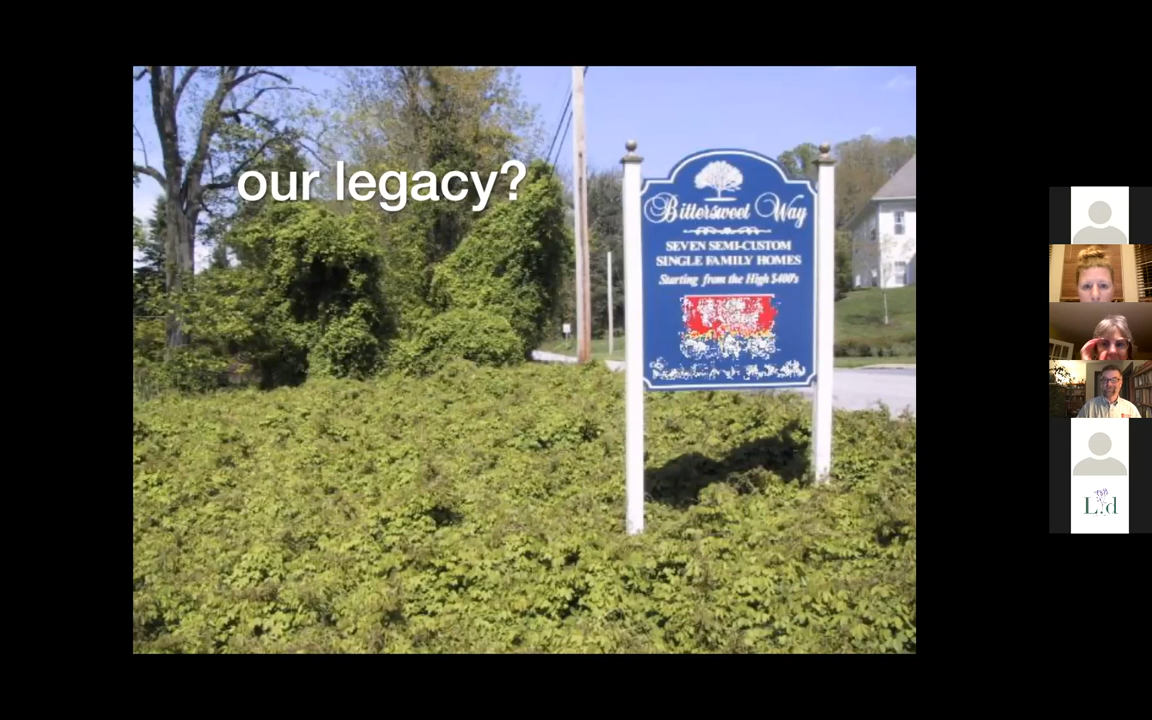 our legacy?
Bittersweet Way
SEVEN SEMI-CUSTOM
SINGLE FAMILY HOMES
Starting from the High $400's
L.d